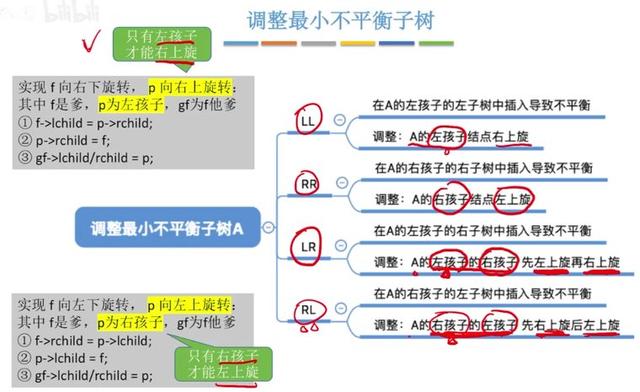 bilibili
调整最小不平衡子树
只有左孩子
才能右上旋
实现 f 向右下旋转，p 向右上旋转：
其中 f是爹，p为左孩子，gf为f他爹
① f->lchild = p->rchild;
② p->rchild = f;
③ gf->lchild/rchild = p;
调整最小不平衡子树A
LL
在A的左孩子的左子树中插入导致不平衡
调整：A的左孩子结点右上旋
RR
在A的右孩子的右子树中插入导致不平衡
调整：A的右孩子结点左上旋
LR
在A的左孩子的右子树中插入导致不平衡
调整：A的左孩子的右孩子 先左上旋再右上旋
RL
在A的右孩子的左子树中插入导致不平衡
调整：A的右孩子的左孩子 先右上旋后左上旋
实现 f 向左下旋转，p 向左上旋转：
其中 f是爹，p为右孩子，gf为f他爹
① f->rchild = p->lchild;
② p->lchild = f;
③ gf->lchild/rchild = p;
只有右孩子
才能左上旋